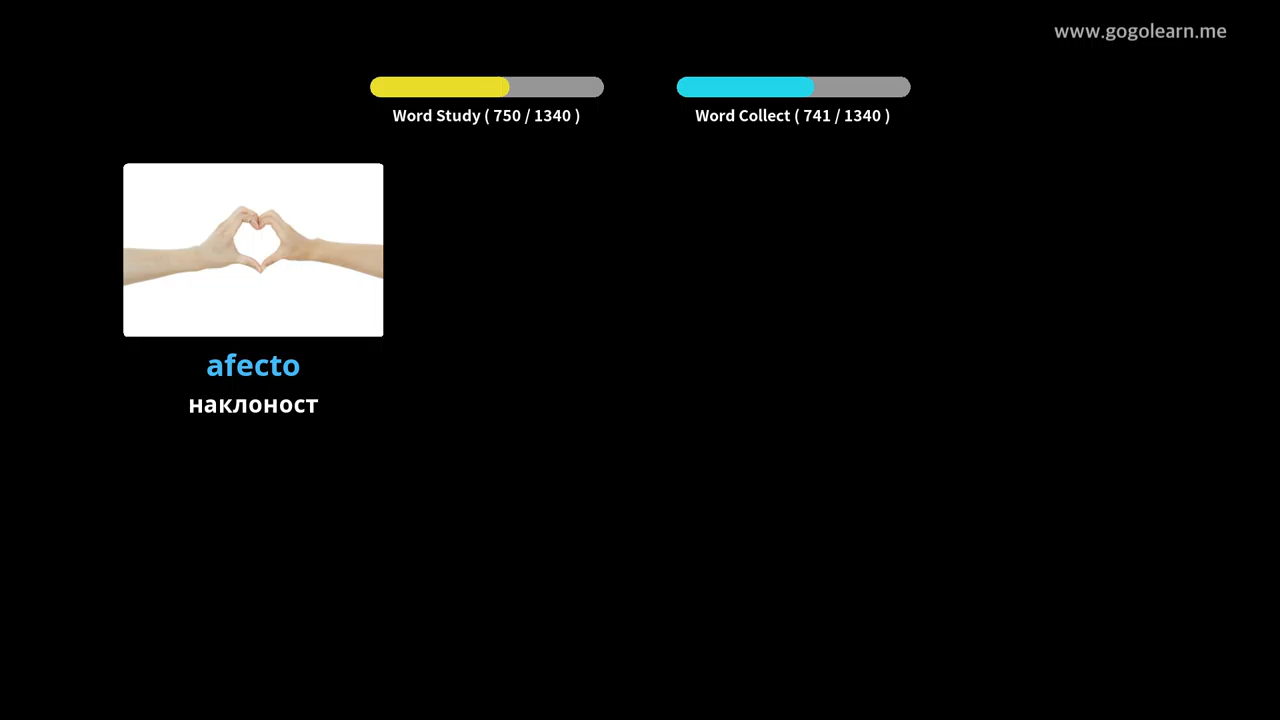 www.gogolearn.me
Word Study ( 750 / 1340 )
Word Collect ( 741 / 1340 )
afecto
наклоност